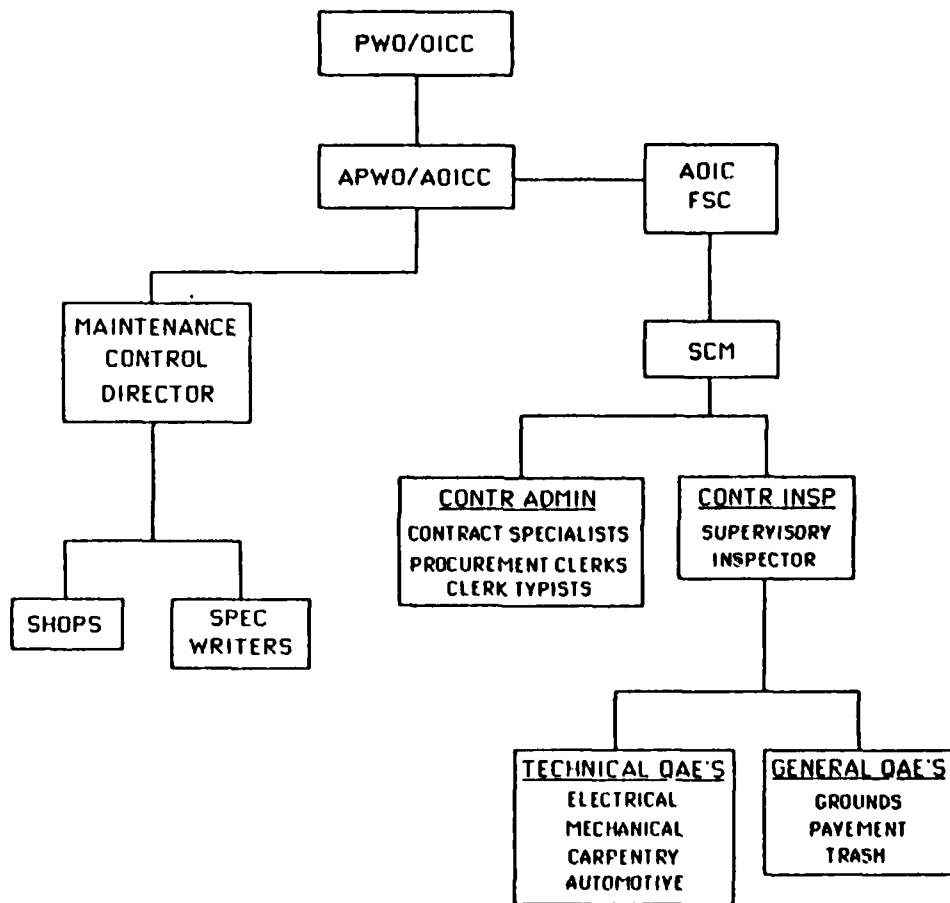 PWO/OICC
APWO/AOICC
AOIC
FSC
MAINTENANCE
CONTROL
DIRECTOR
SCM
CONTR ADMIN
CONTRACT SPECIALISTS
PROCUREMENT CLERKS
CLERK TYPISTS
CONTR INSP
SUPERVISORY
INSPECTOR
SHOPS
SPEC
WRITERS
TECHNICAL QAE'S
ELECTRICAL
MECHANICAL
CARPENTRY
AUTOMOTIVE
GENERAL QAE'S
GROUNDS
PAVEMENT
TRASH